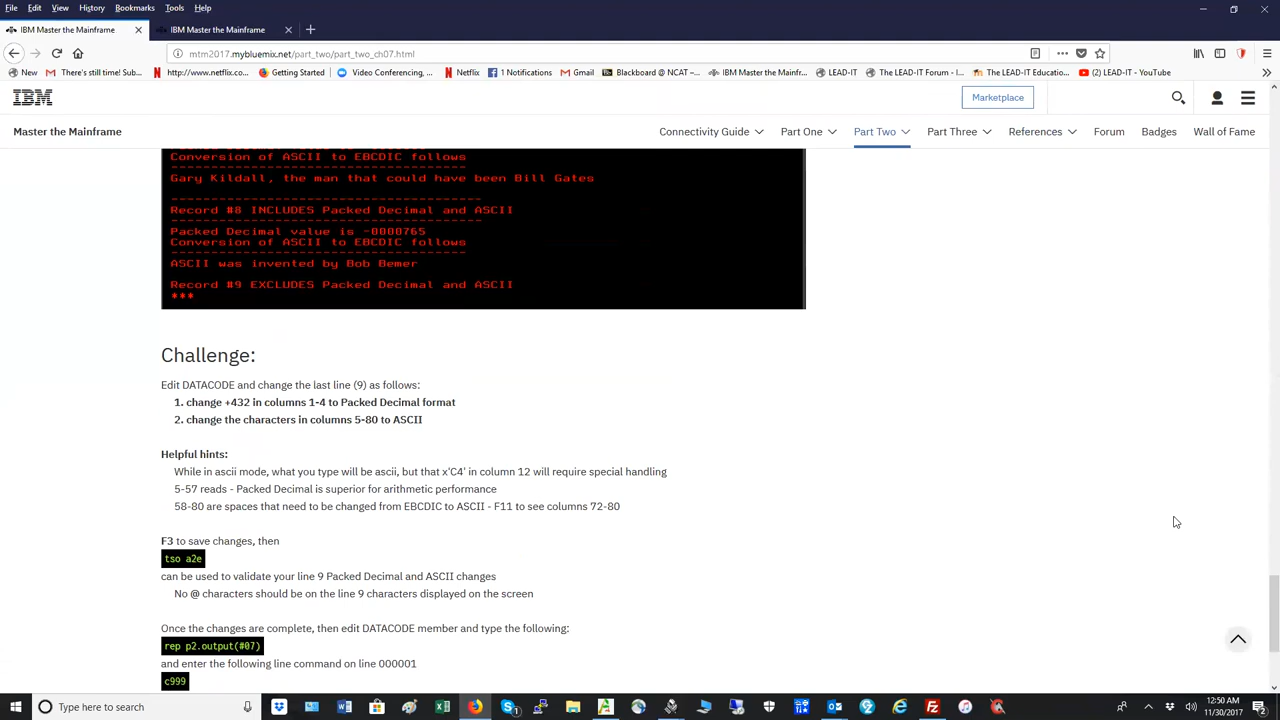 File Edit View History Bookmarks Tools Help
IBM Master the Mainframe
IBM Master the Mainframe
mtm2017.mybluemix.net/part_two/part_two_ch07.html
New There's still time! Sub... http://www.netflix.co... Getting Started Video Conferencing, ... Netflix 1 Notifications Gmail Blackboard @ NCAT –... IBM Master the Mainfr... LEAD-IT The LEAD-IT Forum - I... The LEAD-IT Educatio... (2) LEAD-IT - YouTube
IBM
Marketplace
Master the Mainframe
Connectivity Guide Part One Part Two Part Three References Forum Badges Wall of Fame
Conversion of ASCII to EBCDIC follows
-------------------------------------
Gary Kildall, the man that could have been Bill Gates
---------------------------------------
Record #8 INCLUDES Packed Decimal and ASCII
---------------------------------------
Packed Decimal value is -0000765
Conversion of ASCII to EBCDIC follows
-------------------------------------
ASCII was invented by Bob Bemer
Record #9 EXCLUDES Packed Decimal and ASCII
***
Challenge:
Edit DATACODE and change the last line (9) as follows:
1. change +432 in columns 1-4 to Packed Decimal format
2. change the characters in columns 5-80 to ASCII
Helpful hints:
While in ascii mode, what you type will be ascii, but that x'C4' in column 12 will require special handling
5-57 reads - Packed Decimal is superior for arithmetic performance
58-80 are spaces that need to be changed from EBCDIC to ASCII - F11 to see columns 72-80
F3 to save changes, then
tso a2e
can be used to validate your line 9 Packed Decimal and ASCII changes
No @ characters should be on the line 9 characters displayed on the screen
Once the changes are complete, then edit DATACODE member and type the following:
rep p2.output(#07)
and enter the following line command on line 000001
c999
Type here to search
12:50 AM
11/30/2017